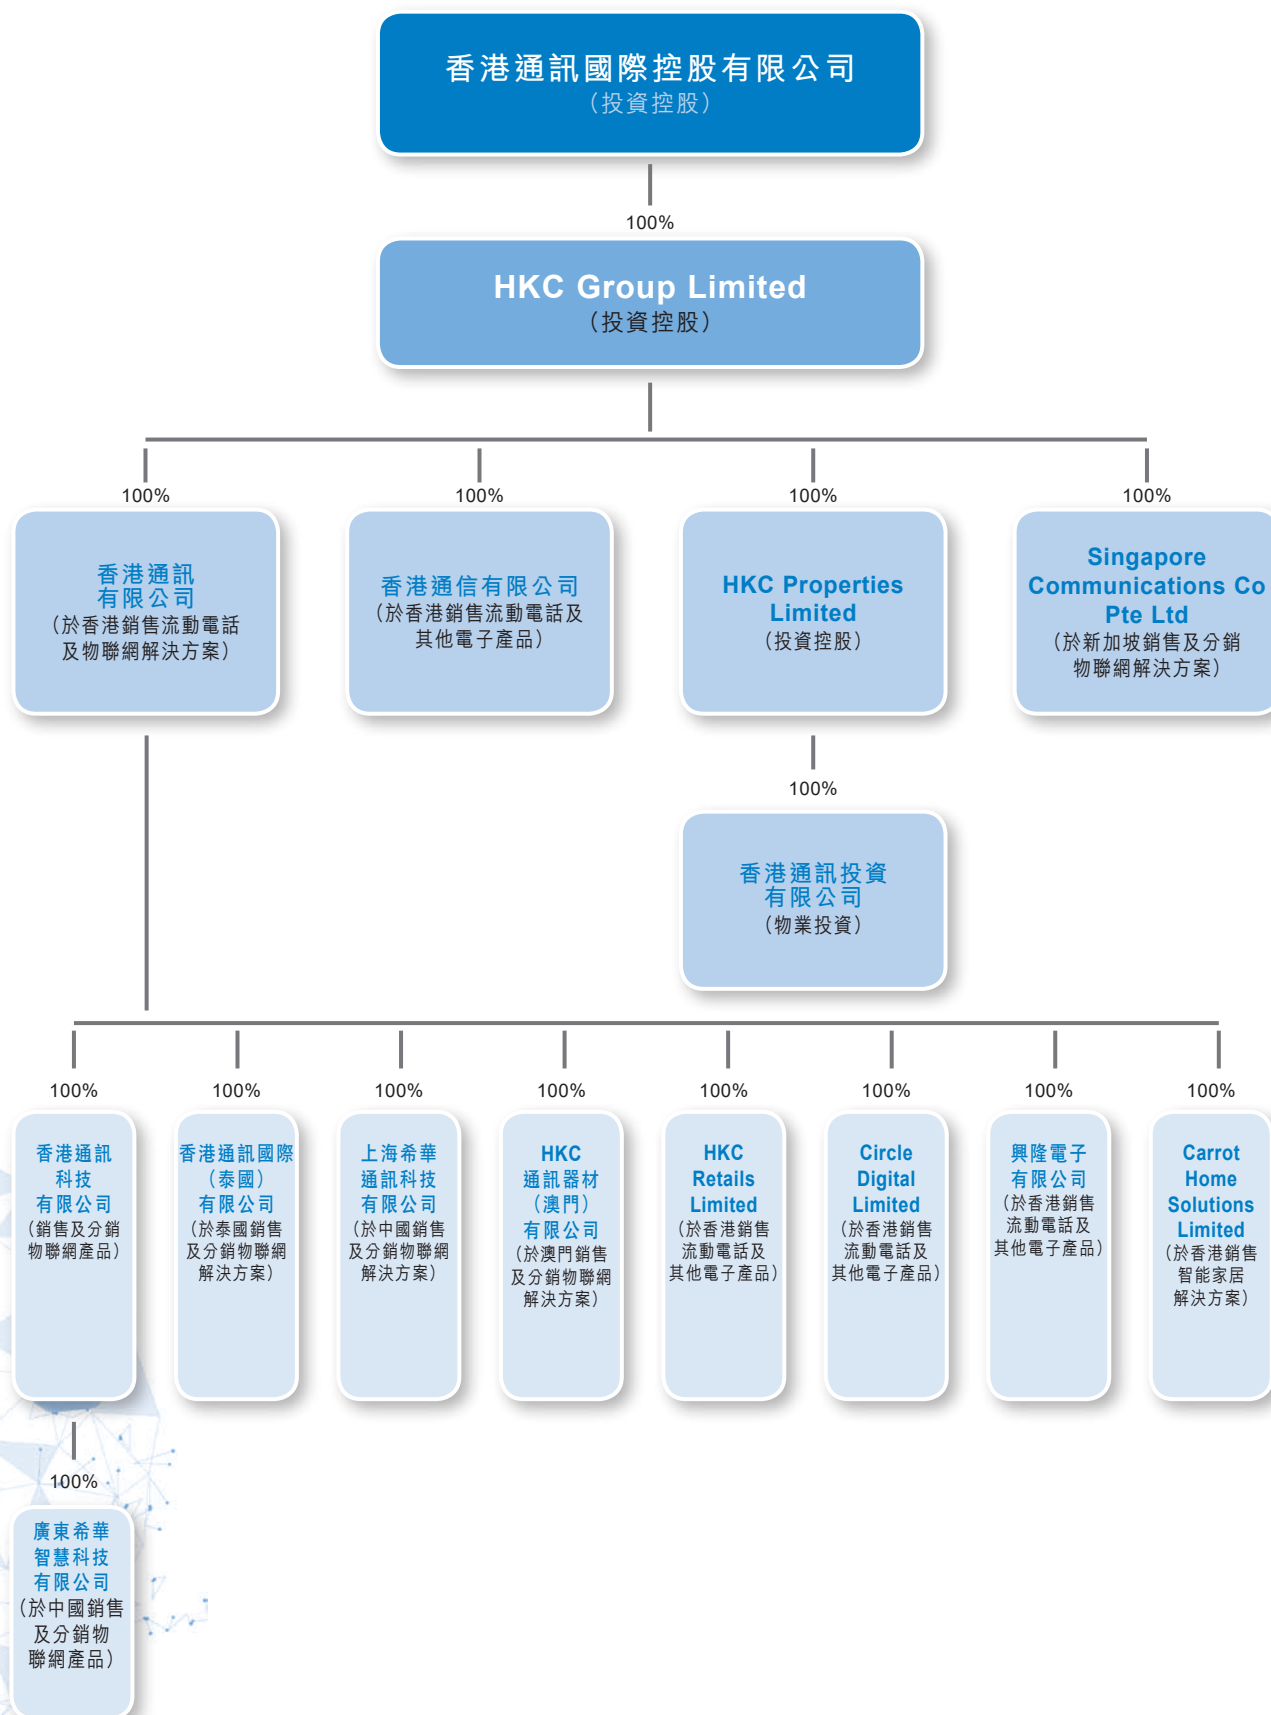 香港通訊國際控股有限公司
（投資控股）
100%
HKC Group Limited
（投資控股）
100%
100%
100%
100%
香港通訊
有限公司
（於香港銷售流動電話
及物聯網解決方案）
香港通信有限公司
（於香港銷售流動電話及
其他電子產品）
HKC Properties
Limited
（投資控股）
Singapore
Communications Co
Pte Ltd
（於新加坡銷售及分銷
物聯網解決方案）
100%
香港通訊投資
有限公司
（物業投資）
100%
100%
100%
100%
100%
100%
100%
100%
香港通訊
科技
有限公司
（銷售及分銷
物聯網產品）
香港通訊國際
（泰國）
有限公司
（於泰國銷售
及分銷物聯網
解決方案）
上海希華
通訊科技
有限公司
（於中國銷售
及分銷物聯網
解決方案）
HKC
通訊器材
（澳門）
有限公司
（於澳門銷售
及分銷物聯網
解決方案）
HKC
Retails
Limited
（於香港銷售
流動電話及
其他電子產品）
Circle
Digital
Limited
（於香港銷售
流動電話及
其他電子產品）
興隆電子
有限公司
（於香港銷售
流動電話及
其他電子產品）
Carrot
Home
Solutions
Limited
（於香港銷售
智能家居
解決方案）
100%
廣東希華
智慧科技
有限公司
（於中國銷售
及分銷物
聯網產品）